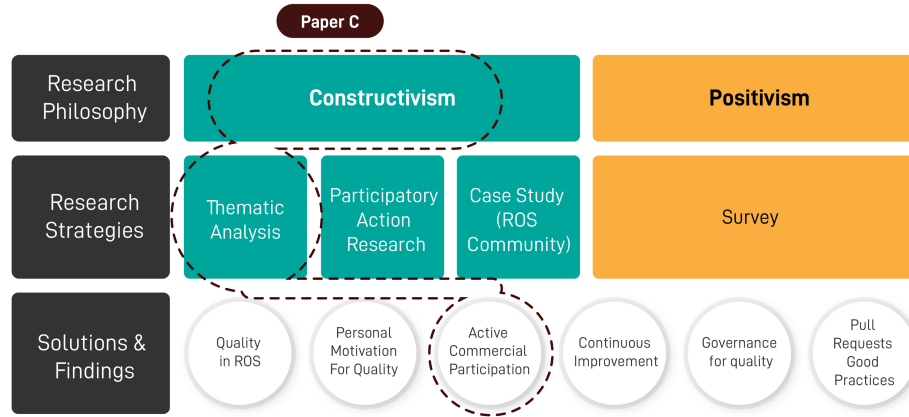 Paper C
Research
Philosophy
Constructivism
Positivism
Research
Strategies
Thematic
Analysis
Participatory
Action
Research
Case Study
(ROS
Community)
Survey
Solutions &
Findings
Quality
in ROS
Personal
Motivation
For Quality
Active
Commercial
Participation
Continuous
Improvement
Governance
for quality
Pull
Requests
Good
Practices